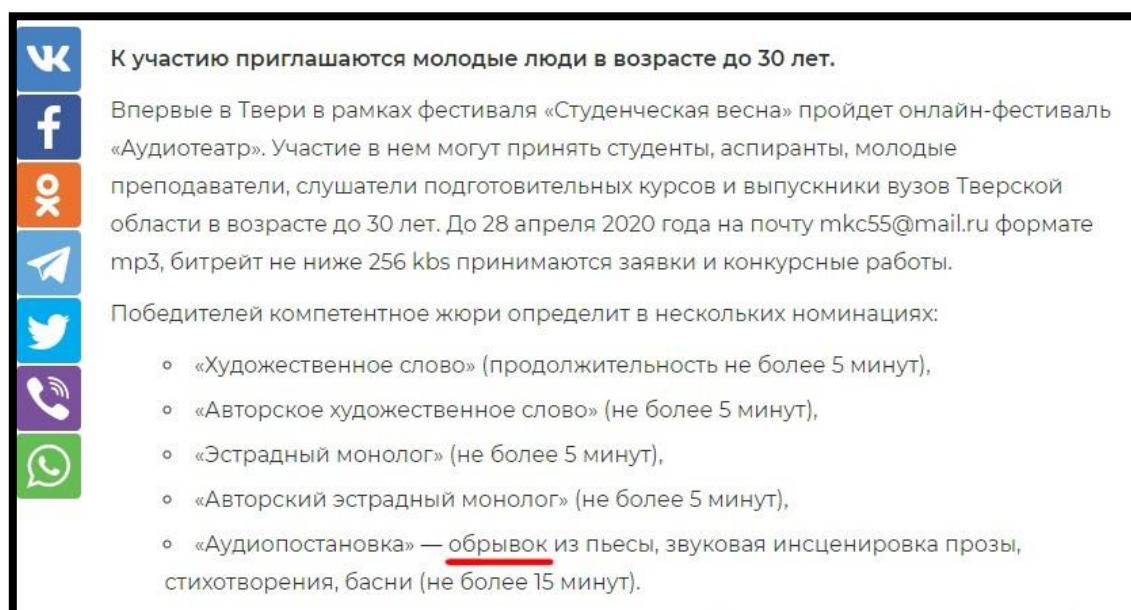 К участию приглашаются молодые люди в возрасте до 30 лет.
Впервые в Твери в рамках фестиваля «Студенческая весна» пройдет онлайн-фестиваль
«Аудиотеатр». Участие в нем могут принять студенты, аспиранты, молодые
преподаватели, слушатели подготовительных курсов и выпускники вузов Тверской
области в возрасте до 30 лет. До 28 апреля 2020 года на почту mkc55@mail.ru формате
mp3, битрейт не ниже 256 kbs принимаются заявки и конкурсные работы.
Победителей компетентное жюри определит в нескольких номинациях:
«Художественное слово» (продолжительность не более 5 минут),
«Авторское художественное слово» (не более 5 минут),
«Эстрадный монолог» (не более 5 минут),
«Авторский эстрадный монолог» (не более 5 минут),
«Аудиопостановка» — обрывок из пьесы, звуковая инсценировка прозы,
стихотворения, басни (не более 15 минут).